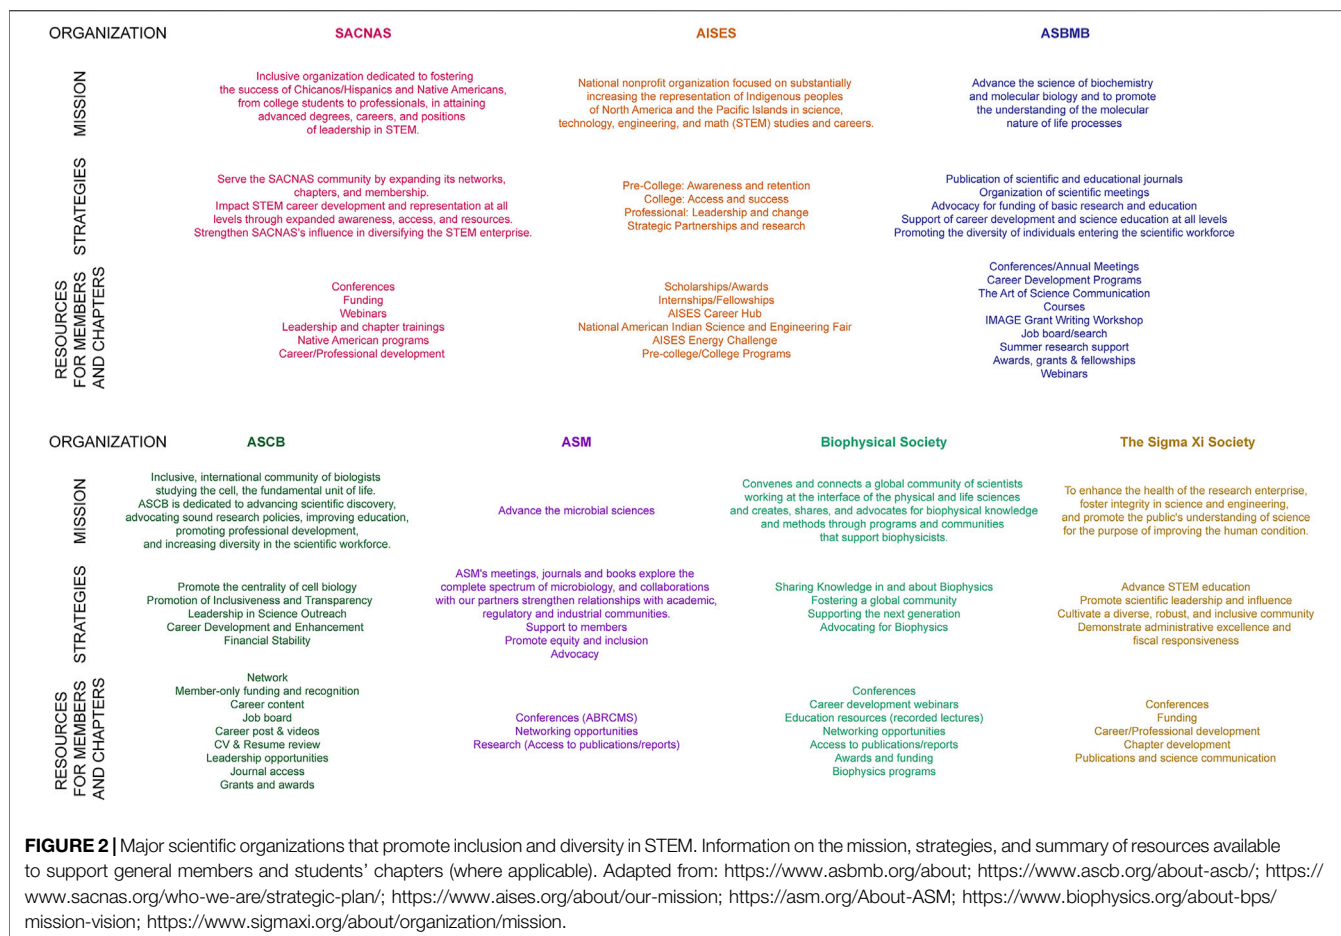 ORGANIZATION
SACNAS
AISES
ASBMB
MISSION
Inclusive organization dedicated to fostering
the success of Chicanos/Hispanics and Native Americans,
from college students to professionals, in attaining
advanced degrees, careers, and positions
of leadership in STEM.
National nonprofit organization focused on substantially
increasing the representation of Indigenous peoples
of North America and the Pacific Islands in science,
technology, engineering, and math (STEM) studies and careers.
Advance the science of biochemistry
and molecular biology and to promote
the understanding of the molecular
nature of life processes
STRATEGIES
Serve the SACNAS community by expanding its networks,
chapters, and membership.
Impact STEM career development and representation at all
levels through expanded awareness, access, and resources.
Strengthen SACNAS's influence in diversifying the STEM enterprise.
Pre-College: Awareness and retention
College: Access and success
Professional: Leadership and change
Strategic Partnerships and research
Publication of scientific and educational journals
Organization of scientific meetings
Advocacy for funding of basic research and education
Support of career development and science education at all levels
Promoting the diversity of individuals entering the scientific workforce
RESOURCES
FOR MEMBERS
AND CHAPTERS
Conferences
Funding
Webinars
Leadership and chapter trainings
Native American programs
Career/Professional development
Scholarships/Awards
Internships/Fellowships
AISES Career Hub
National American Indian Science and Engineering Fair
AISES Energy Challenge
Pre-college/College Programs
Conferences/Annual Meetings
Career Development Programs
The Art of Science Communication
Courses
IMAGE Grant Writing Workshop
Job board/search
Summer research support
Awards, grants & fellowships
Webinars
ORGANIZATION
ASCB
ASM
Biophysical Society
The Sigma Xi Society
MISSION
Inclusive, international community of biologists
studying the cell, the fundamental unit of life.
ASCB is dedicated to advancing scientific discovery,
advocating sound research policies, improving education,
promoting professional development,
and increasing diversity in the scientific workforce.
Advance the microbial sciences
Convenes and connects a global community of scientists
working at the interface of the physical and life sciences
and creates, shares, and advocates for biophysical knowledge
and methods through programs and communities
that support biophysicists.
To enhance the health of the research enterprise,
foster integrity in science and engineering,
and promote the public's understanding of science
for the purpose of improving the human condition.
STRATEGIES
Promote the centrality of cell biology
Promotion of Inclusiveness and Transparency
Leadership in Science Outreach
Career Development and Enhancement
Financial Stability
ASM's meetings, journals and books explore the
complete spectrum of microbiology, and collaborations
with our partners strengthen relationships with academic,
regulatory and industrial communities.
Support to members
Promote equity and inclusion
Advocacy
Sharing Knowledge in and about Biophysics
Fostering a global community
Supporting the next generation
Advocating for Biophysics
Advance STEM education
Promote scientific leadership and influence
Cultivate a diverse, robust, and inclusive community
Demonstrate administrative excellence and
fiscal responsiveness
RESOURCES
FOR MEMBERS
AND CHAPTERS
Network
Member-only funding and recognition
Career content
Job board
Career post & videos
CV & Resume review
Leadership opportunities
Journal access
Grants and awards
Conferences (ABRCMS)
Networking opportunities
Research (Access to publications/reports)
Conferences
Career development webinars
Education resources (recorded lectures)
Networking opportunities
Access to publications/reports
Awards and funding
Biophysics programs
Conferences
Funding
Career/Professional development
Chapter development
Publications and science communication
FIGURE 2 | Major scientific organizations that promote inclusion and diversity in STEM. Information on the mission, strategies, and summary of resources available
to support general members and students' chapters (where applicable). Adapted from: https://www.asbmb.org/about; https://www.ascb.org/about-ascb/; https://
www.sacnas.org/who-we-are/strategic-plan/; https://www.aises.org/about/our-mission; https://asm.org/About-ASM; https://www.biophysics.org/about-bps/
mission-vision; https://www.sigmaxi.org/about/organization/mission.